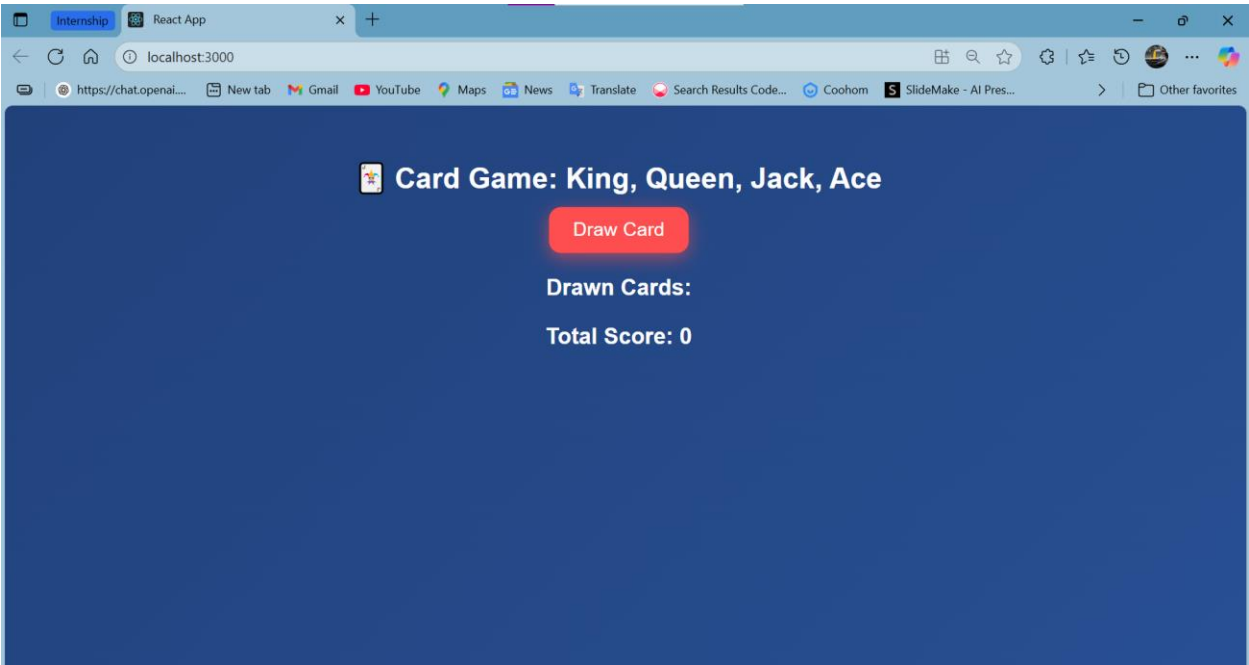 Internship React App
localhost:3000
https://chat.openai.... New tab Gmail YouTube Maps News Translate Search Results Code... Coohom SlideMake - AI Pres... Other favorites
Card Game: King, Queen, Jack, Ace
Draw Card
Drawn Cards:
Total Score: 0